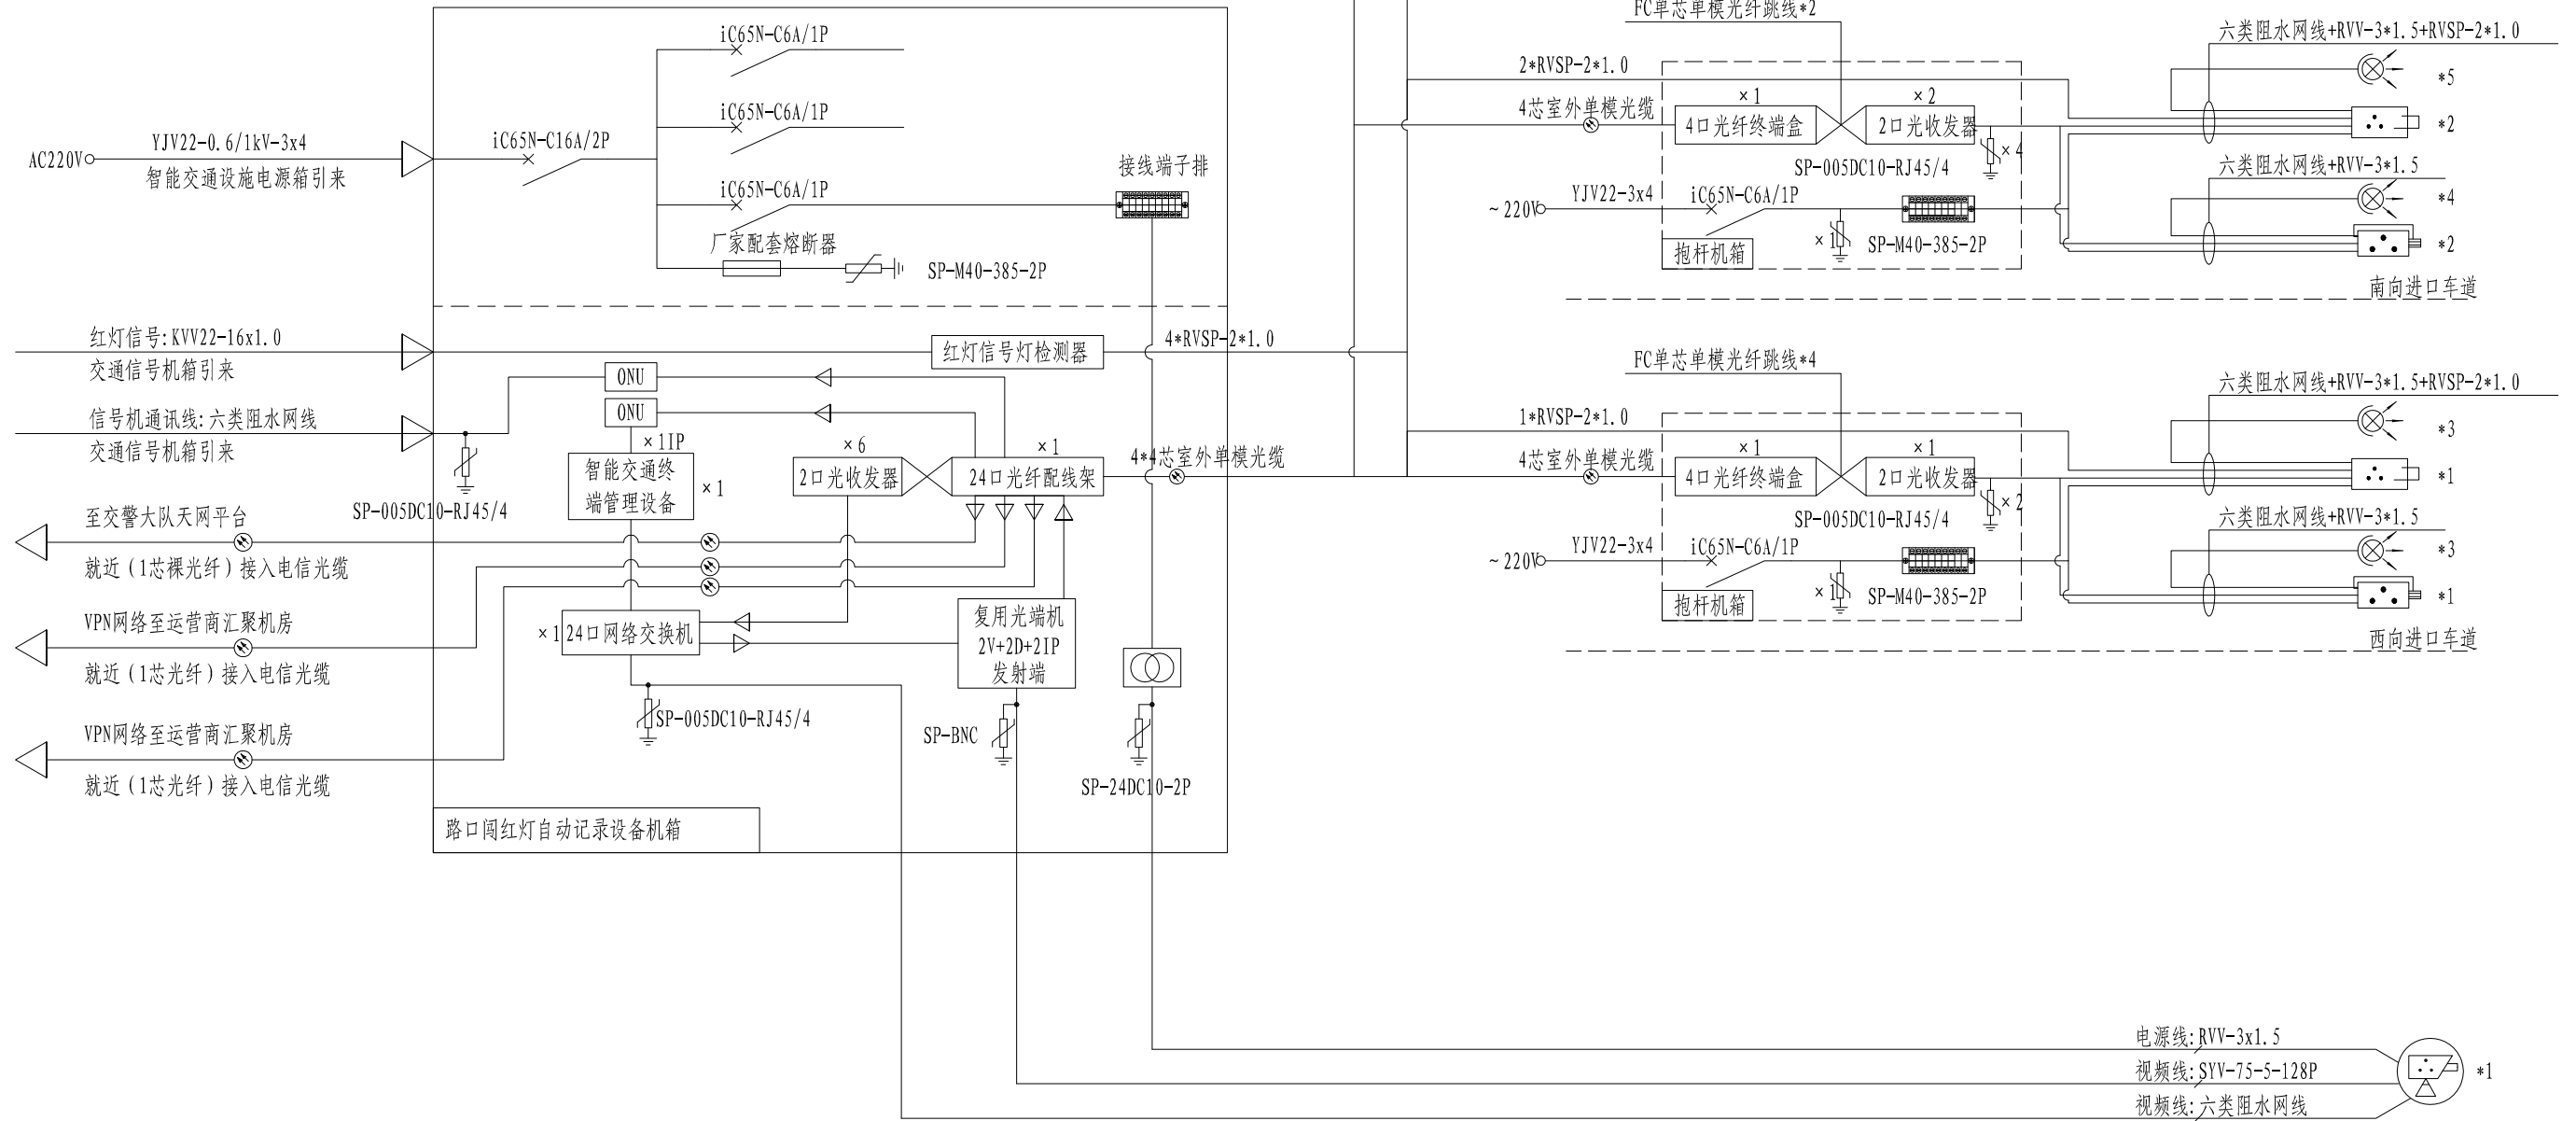 iC65N-C6A/1P
iC65N-C6A/1P
iC65N-C16A/2P
AC220V
YJV22-0.6/1kV-3x4
智能交通设施电源箱引来
iC65N-C6A/1P
接线端子排
厂家配套熔断器
SP-M40-385-2P
红灯信号:KVV22-16x1.0
交通信号机箱引来
红灯信号灯检测器
4*RVSP-2*1.0
ONU
ONU
信号机通讯线:六类阻水网线
交通信号机箱引来
×1IP
智能交通终
端管理设备
×1
×6
2口光收发器
×1
24口光纤配线架
4*4芯室外单模光缆
SP-005DC10-RJ45/4
至交警大队天网平台
就近(1芯裸光纤)接入电信光缆
VPN网络至运营商汇聚机房
就近(1芯光纤)接入电信光缆
×1
24口网络交换机
复用光端机
2V+2D+2IP
发射端
SP-005DC10-RJ45/4
SP-BNC
SP-24DC10-2P
VPN网络至运营商汇聚机房
就近(1芯光纤)接入电信光缆
路口闯红灯自动记录设备机箱
FC单芯单模光纤跳线*2
六类阻水网线+RVV-3*1.5+RVSP-2*1.0
2*RVSP-2*1.0
*5
4芯室外单模光缆
×1
4口光纤终端盒
×2
2口光收发器
*2
×4
SP-005DC10-RJ45/4
六类阻水网线+RVV-3*1.5
~220V
YJV22-3x4
iC65N-C6A/1P
*4
×1
SP-M40-385-2P
*2
抱杆机箱
南向进口车道
FC单芯单模光纤跳线*4
六类阻水网线+RVV-3*1.5+RVSP-2*1.0
1*RVSP-2*1.0
*3
4芯室外单模光缆
×1
4口光纤终端盒
×1
2口光收发器
*1
×2
SP-005DC10-RJ45/4
六类阻水网线+RVV-3*1.5
~220V
YJV22-3x4
iC65N-C6A/1P
*3
×1
SP-M40-385-2P
*1
抱杆机箱
西向进口车道
电源线:RVV-3x1.5
视频线:SYV-75-5-128P
*1
视频线:六类阻水网线